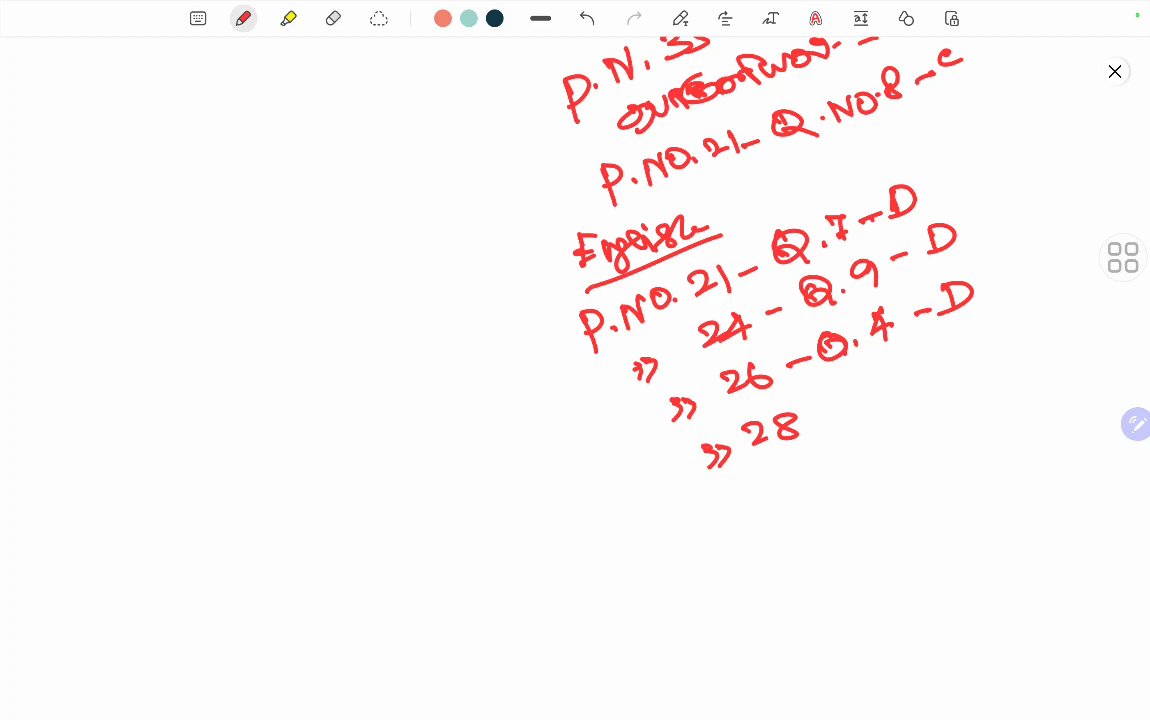 P.N.
P.NO.21- Q.NO.8-C
English
P.NO.21- Q.7-D
24 - Q.9-D
" 26 - Q.4-D
" 28
"